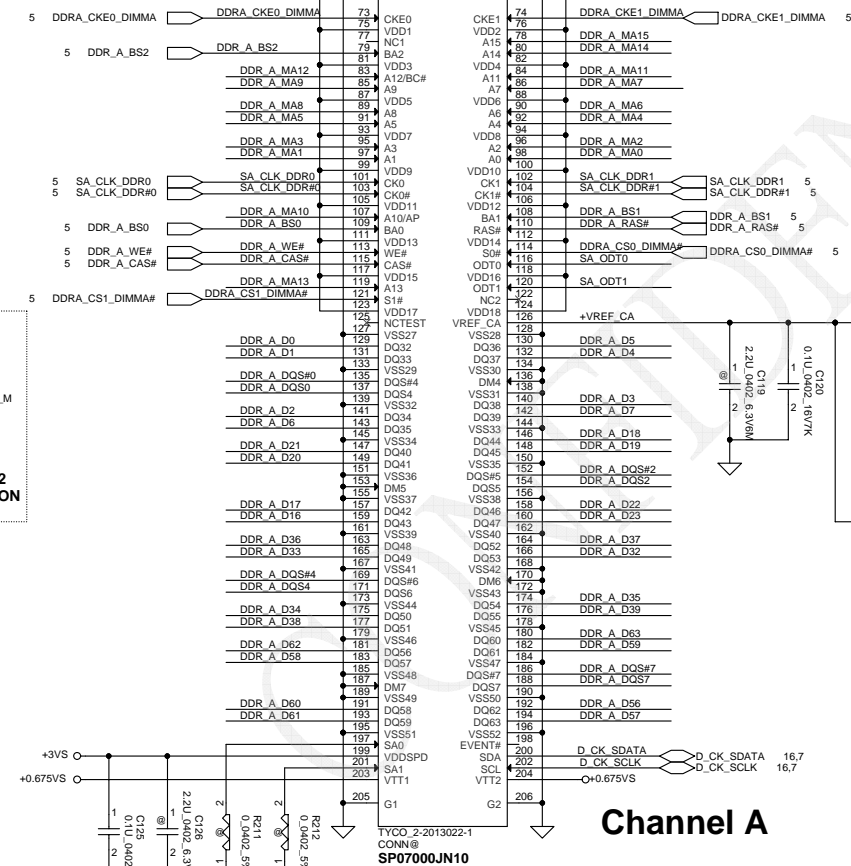 5 DDRA_CKE0_DIMMA DDRA_CKE0_DIMMA 73 CKE0 CKE1 74 DDRA_CKE1_DIMMA DDRA_CKE1_DIMMA 5
75 VDD1 VDD2 76
77 NC1 A15 78 DDR_A_MA15
5 DDR_A_BS2 DDR_A_BS2 79 BA2 A14 80 DDR_A_MA14
81 VDD3 VDD4 82
DDR_A_MA12 83 A12/BC# A11 84 DDR_A_MA11
DDR_A_MA9 85 A9 A7 86 DDR_A_MA7
87 VDD5 VDD6 88
DDR_A_MA8 89 A8 A6 90 DDR_A_MA6
DDR_A_MA5 91 A5 A4 92 DDR_A_MA4
93 VDD7 VDD8 94
DDR_A_MA3 95 A3 A2 96 DDR_A_MA2
DDR_A_MA1 97 A1 A0 98 DDR_A_MA0
99 VDD9 VDD10 100
5 SA_CLK_DDR0 SA_CLK_DDR0 101 CK0 CK1 102 SA_CLK_DDR1 SA_CLK_DDR1 5
5 SA_CLK_DDR#0 SA_CLK_DDR#0 103 CK0# CK1# 104 SA_CLK_DDR#1 SA_CLK_DDR#1 5
105 VDD11 VDD12 106
DDR_A_MA10 107 A10/AP BA1 108 DDR_A_BS1 DDR_A_BS1 5
5 DDR_A_BS0 DDR_A_BS0 109 BA0 RAS# 110 DDR_A_RAS# DDR_A_RAS# 5
111 VDD13 VDD14 112
5 DDR_A_WE# DDR_A_WE# 113 WE# S0# 114 DDRA_CS0_DIMMA# DDRA_CS0_DIMMA# 5
5 DDR_A_CAS# DDR_A_CAS# 115 CAS# ODT0 116 SA_ODT0
117 VDD15 VDD16 118
DDR_A_MA13 119 A13 ODT1 120 SA_ODT1
5 DDRA_CS1_DIMMA# DDRA_CS1_DIMMA# 121 S1# NC2 122
123 VDD17 VDD18 124
125 NCTEST VREF_CA 126 +VREF_CA
127 VSS27 VSS28 128
DDR_A_D0 129 DQ32 DQ36 130 DDR_A_D5
DDR_A_D1 131 DQ33 DQ37 132 DDR_A_D4
133 VSS29 VSS30 134
DDR_A_DQS#0 135 DQS#4 DM4 136
DDR_A_DQS0 137 DQS4 VSS31 138
139 VSS32 DQ38 140 DDR_A_D3
DDR_A_D2 141 DQ34 DQ39 142 DDR_A_D7
DDR_A_D6 143 DQ35 VSS33 144
145 VSS34 DQ44 146 DDR_A_D18
DDR_A_D21 147 DQ40 DQ45 148 DDR_A_D19
DDR_A_D20 149 DQ41 VSS35 150
151 VSS36 DQS#5 152 DDR_A_DQS#2
153 DM5 DQS5 154 DDR_A_DQS2
155 VSS37 VSS38 156
DDR_A_D17 157 DQ42 DQ46 158 DDR_A_D22
DDR_A_D16 159 DQ43 DQ47 160 DDR_A_D23
161 VSS39 VSS40 162
DDR_A_D36 163 DQ48 DQ52 164 DDR_A_D37
DDR_A_D33 165 DQ49 DQ53 166 DDR_A_D32
167 VSS41 VSS42 168
DDR_A_DQS#4 169 DQS#6 DM6 170
DDR_A_DQS4 171 DQS6 VSS43 172
173 VSS44 DQ54 174 DDR_A_D35
DDR_A_D34 175 DQ50 DQ55 176 DDR_A_D39
DDR_A_D38 177 DQ51 VSS45 178
179 VSS46 DQ60 180 DDR_A_D63
DDR_A_D62 181 DQ56 DQ61 182 DDR_A_D59
DDR_A_D58 183 DQ57 VSS47 184
185 VSS48 DQS#7 186 DDR_A_DQS#7
187 DM7 DQS7 188 DDR_A_DQS7
189 VSS49 VSS50 190
DDR_A_D60 191 DQ58 DQ62 192 DDR_A_D56
DDR_A_D61 193 DQ59 DQ63 194 DDR_A_D57
195 VSS51 VSS52 196
197 SA0 EVENT# 198
+3VS 199 VDDSPD SDA 200 D_CK_SDATA D_CK_SDATA 16,7
201 SA1 SCL 202 D_CK_SCLK D_CK_SCLK 16,7
+0.675VS 203 VTT1 VTT2 204 +0.675VS
205 G1 G2 206
_M
2
ON
1 @ 2 C119 2.2U_0402_6.3V6M
1 2 C120 0.1U_0402_16V7K
1 2 C125 0.1U_0402
1 @ 2 C126 2.2U_0402_6.3V
2 @ 1 R211 0_0402_5%
2 @ 1 R212 0_0402_5%
TYCO_2-2013022-1
CONN@
SP07000JN10
Channel A
CONFIDEN